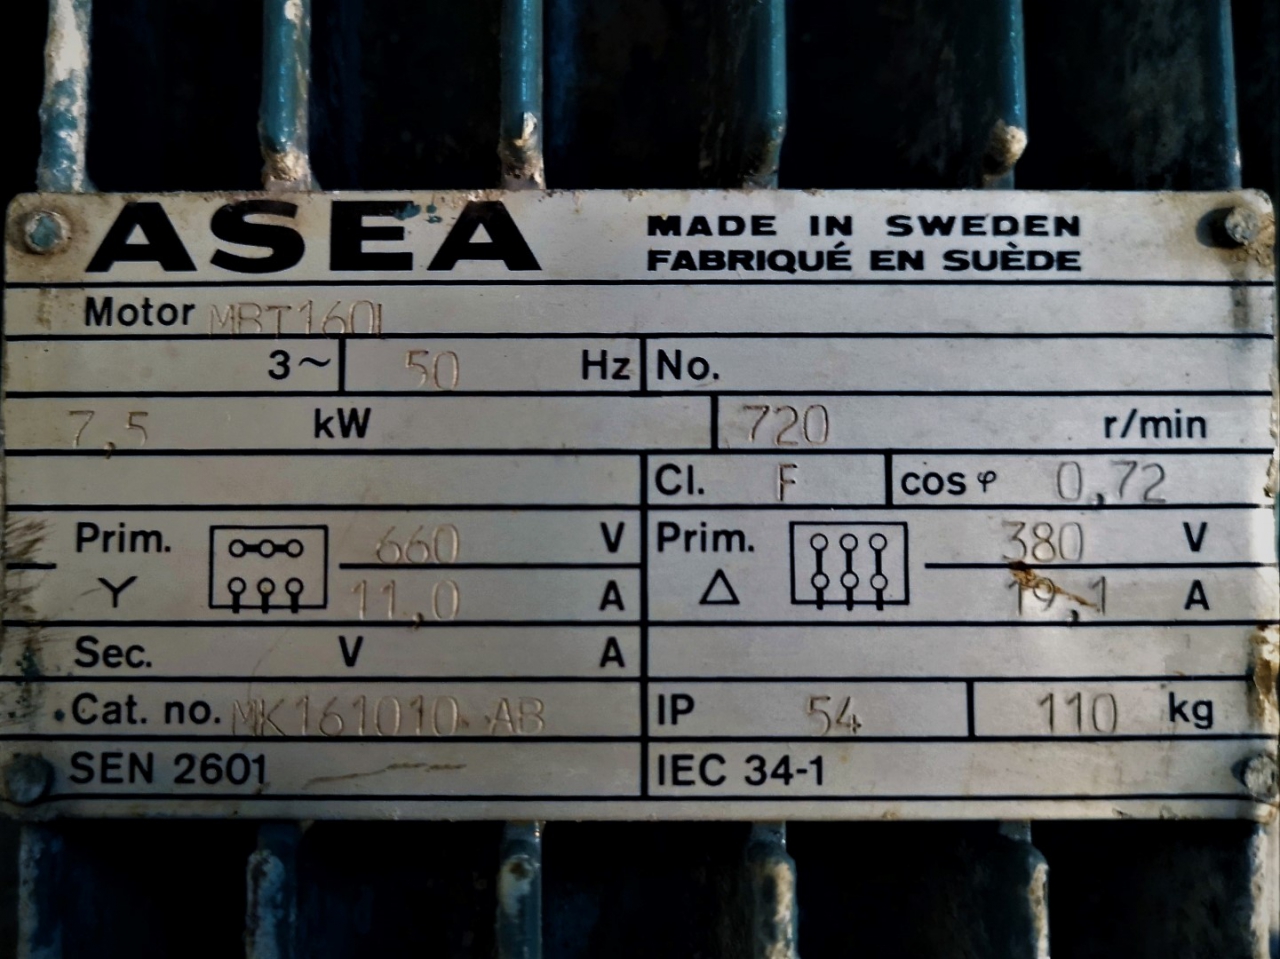 ASEA MADE IN SWEDEN
FABRIQUÉ EN SUÈDE
Motor MBT160L
3~ 50 Hz No.
7,5 kW 720 r/min
Cl. F cos φ 0,72
Prim. 660 V Prim. 380 V
Y 11,0 A △ 19,1 A
Sec. V A
Cat. no. MK161010-AB IP 54 110 kg
SEN 2601 IEC 34-1